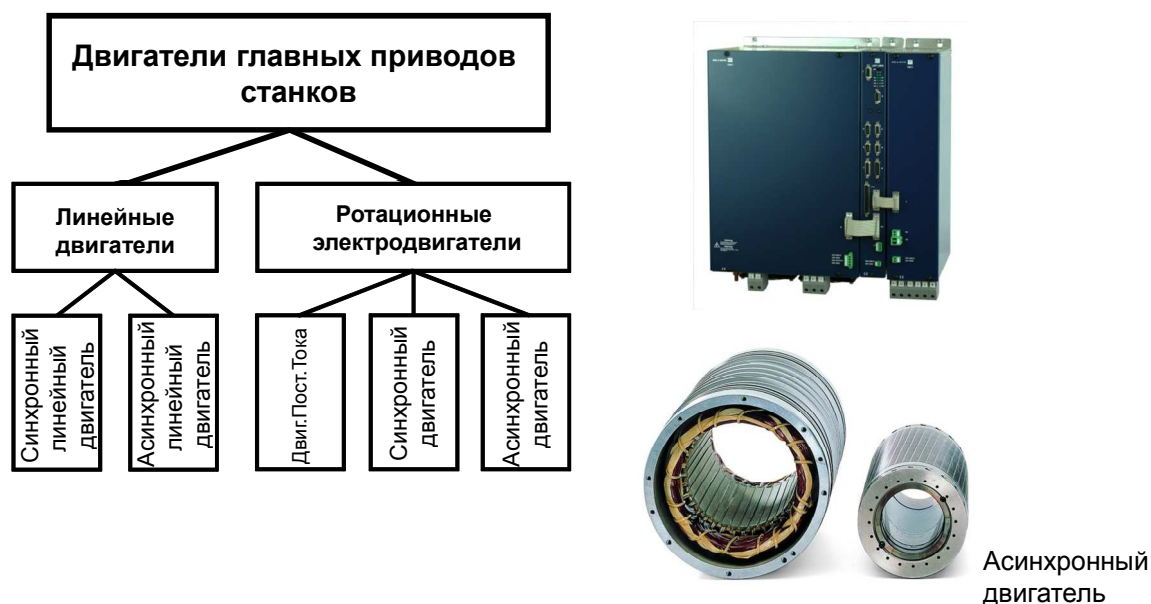 Двигатели главных приводов
станков
Линейные
двигатели
Ротационные
электродвигатели
Синхронный
линейный
двигатель
Асинхронный
линейный
двигатель
Двиг.Пост.Тока
Синхронный
двигатель
Асинхронный
двигатель
Асинхронный
двигатель